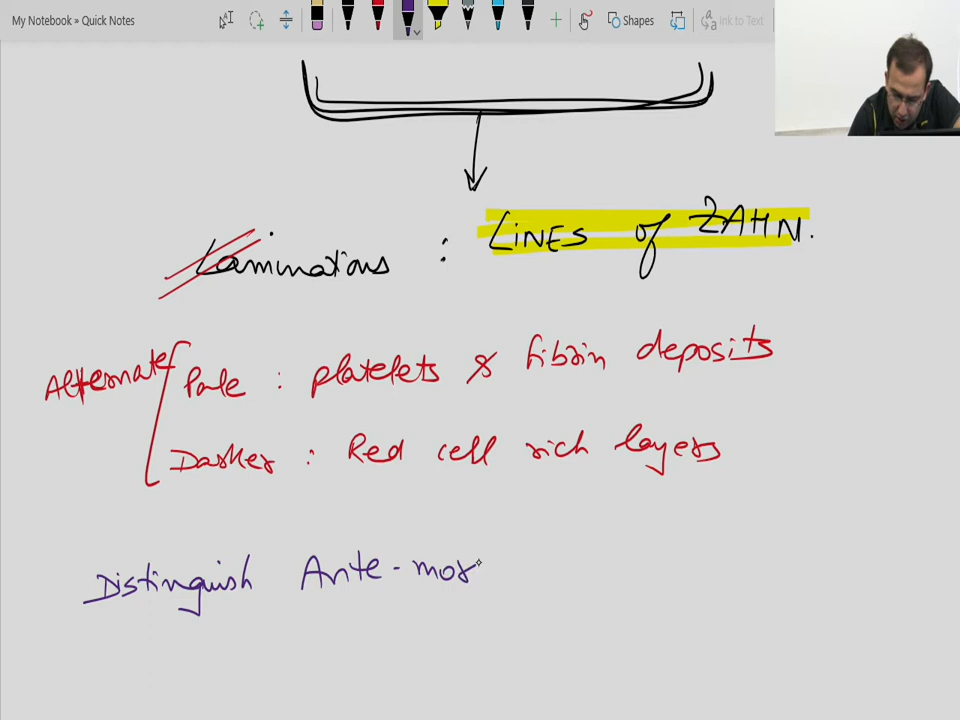 My Notebook » Quick Notes
Shapes
Ink to Text
Laminations : LINES of ZAHN.
Alternate
Pale : platelets & fibrin deposits
Darker : Red cell rich layers
Distinguish Ante-mor